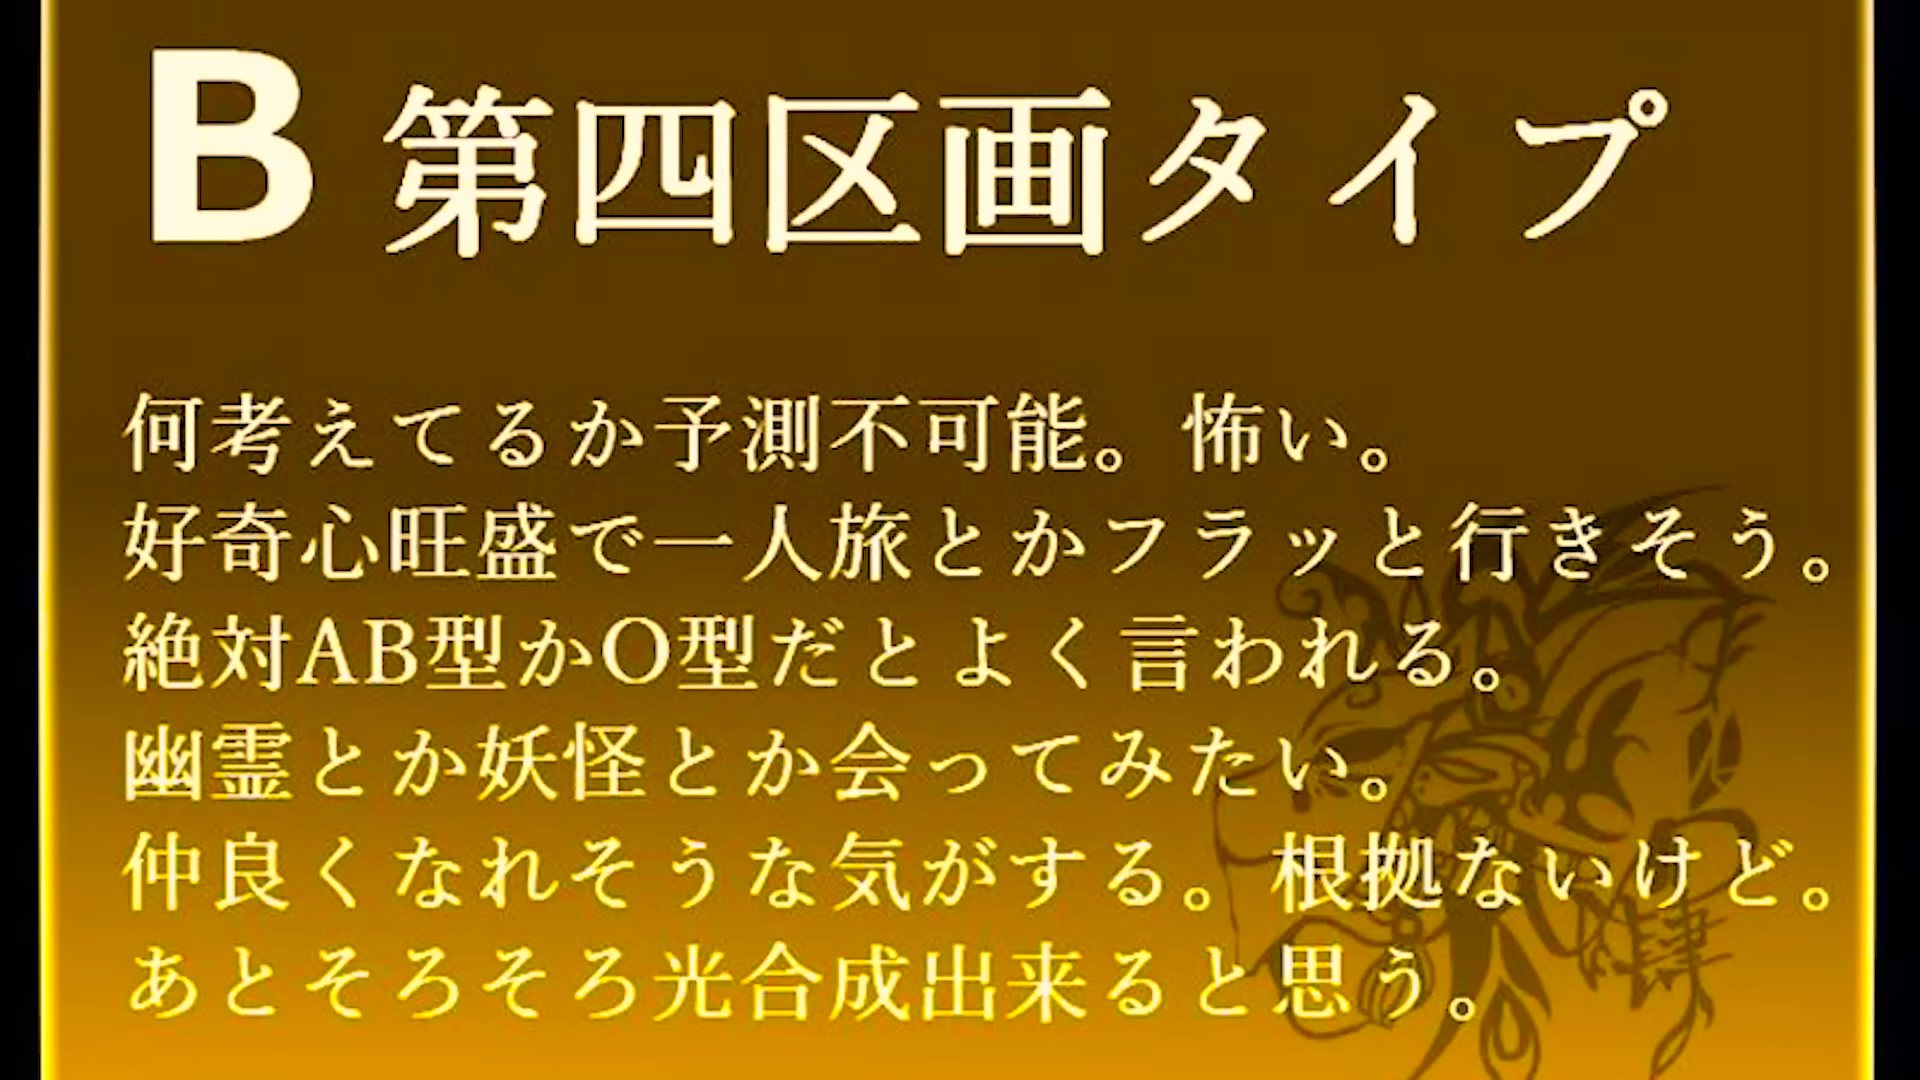 B 第四区画タイプ
何考えてるか予測不可能。怖い。
好奇心旺盛で一人旅とかフラッと行きそう。
絶対AB型かO型だとよく言われる。
幽霊とか妖怪とか会ってみたい。
仲良くなれそうな気がする。根拠ないけど。
あとそろそろ光合成出来ると思う。